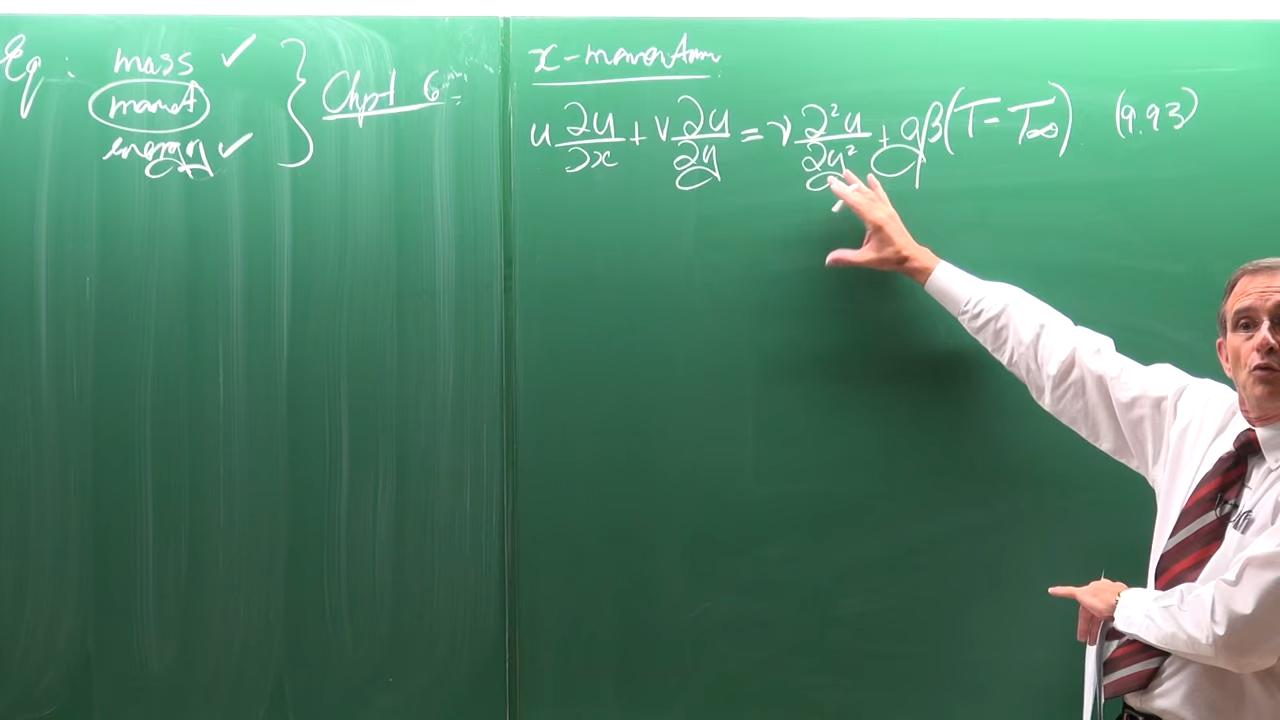 Eq : mass ✓
moment
energy ✓
} Chpt 6
x-momentum
u ∂u/∂x + v ∂u/∂y = ν ∂²u/∂y² + gβ(T - T∞) (9.93)